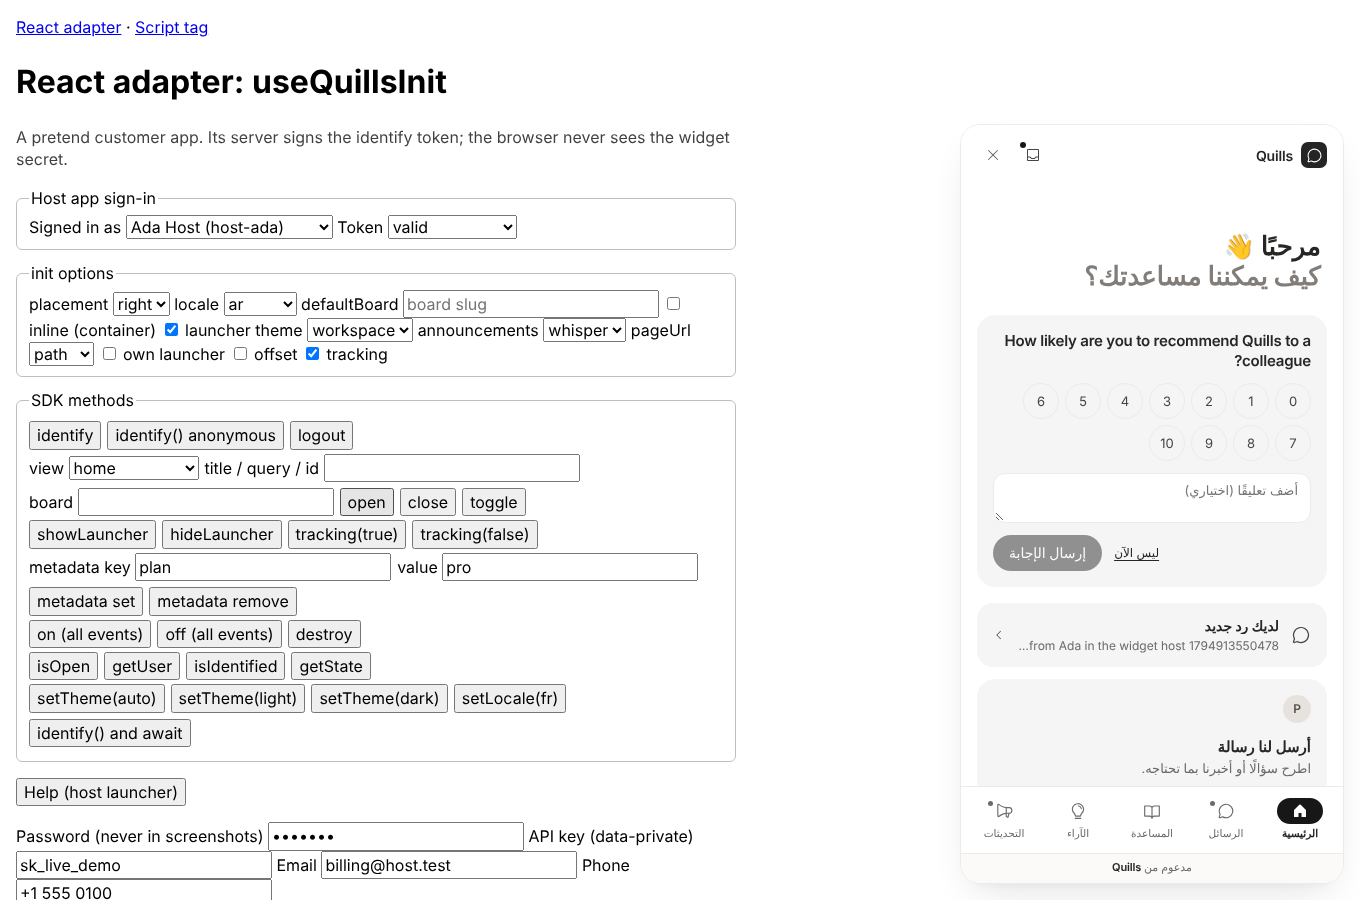 React adapter · Script tag
React adapter: useQuillsInit
A pretend customer app. Its server signs the identify token; the browser never sees the widget
secret.
Host app sign-in
Signed in as Ada Host (host-ada) Token valid
init options
placement right locale ar defaultBoard board slug
inline (container) launcher theme workspace announcements whisper pageUrl
path own launcher offset tracking
SDK methods
identify identify() anonymous logout
view home title / query / id
board open close toggle
showLauncher hideLauncher tracking(true) tracking(false)
metadata key plan value pro
metadata set metadata remove
on (all events) off (all events) destroy
isOpen getUser isIdentified getState
setTheme(auto) setTheme(light) setTheme(dark) setLocale(fr)
identify() and await
Help (host launcher)
Password (never in screenshots) ••••••• API key (data-private)
sk_live_demo Email billing@host.test Phone
+1 555 0100
Quills
مرحبًا 👋
كيف يمكننا مساعدتك؟
How likely are you to recommend Quills to a
colleague?
0 1 2 3 4 5 6
7 8 9 10
أضف تعليقًا (اختياري)
إرسال الإجابة ليس الآن
لديك رد جديد
from Ada in the widget host 1794913550478…
P
أرسل لنا رسالة
اطرح سؤالًا أو أخبرنا بما تحتاجه.
الرئيسية الرسائل المساعدة الآراء التحديثات
مدعوم من Quills